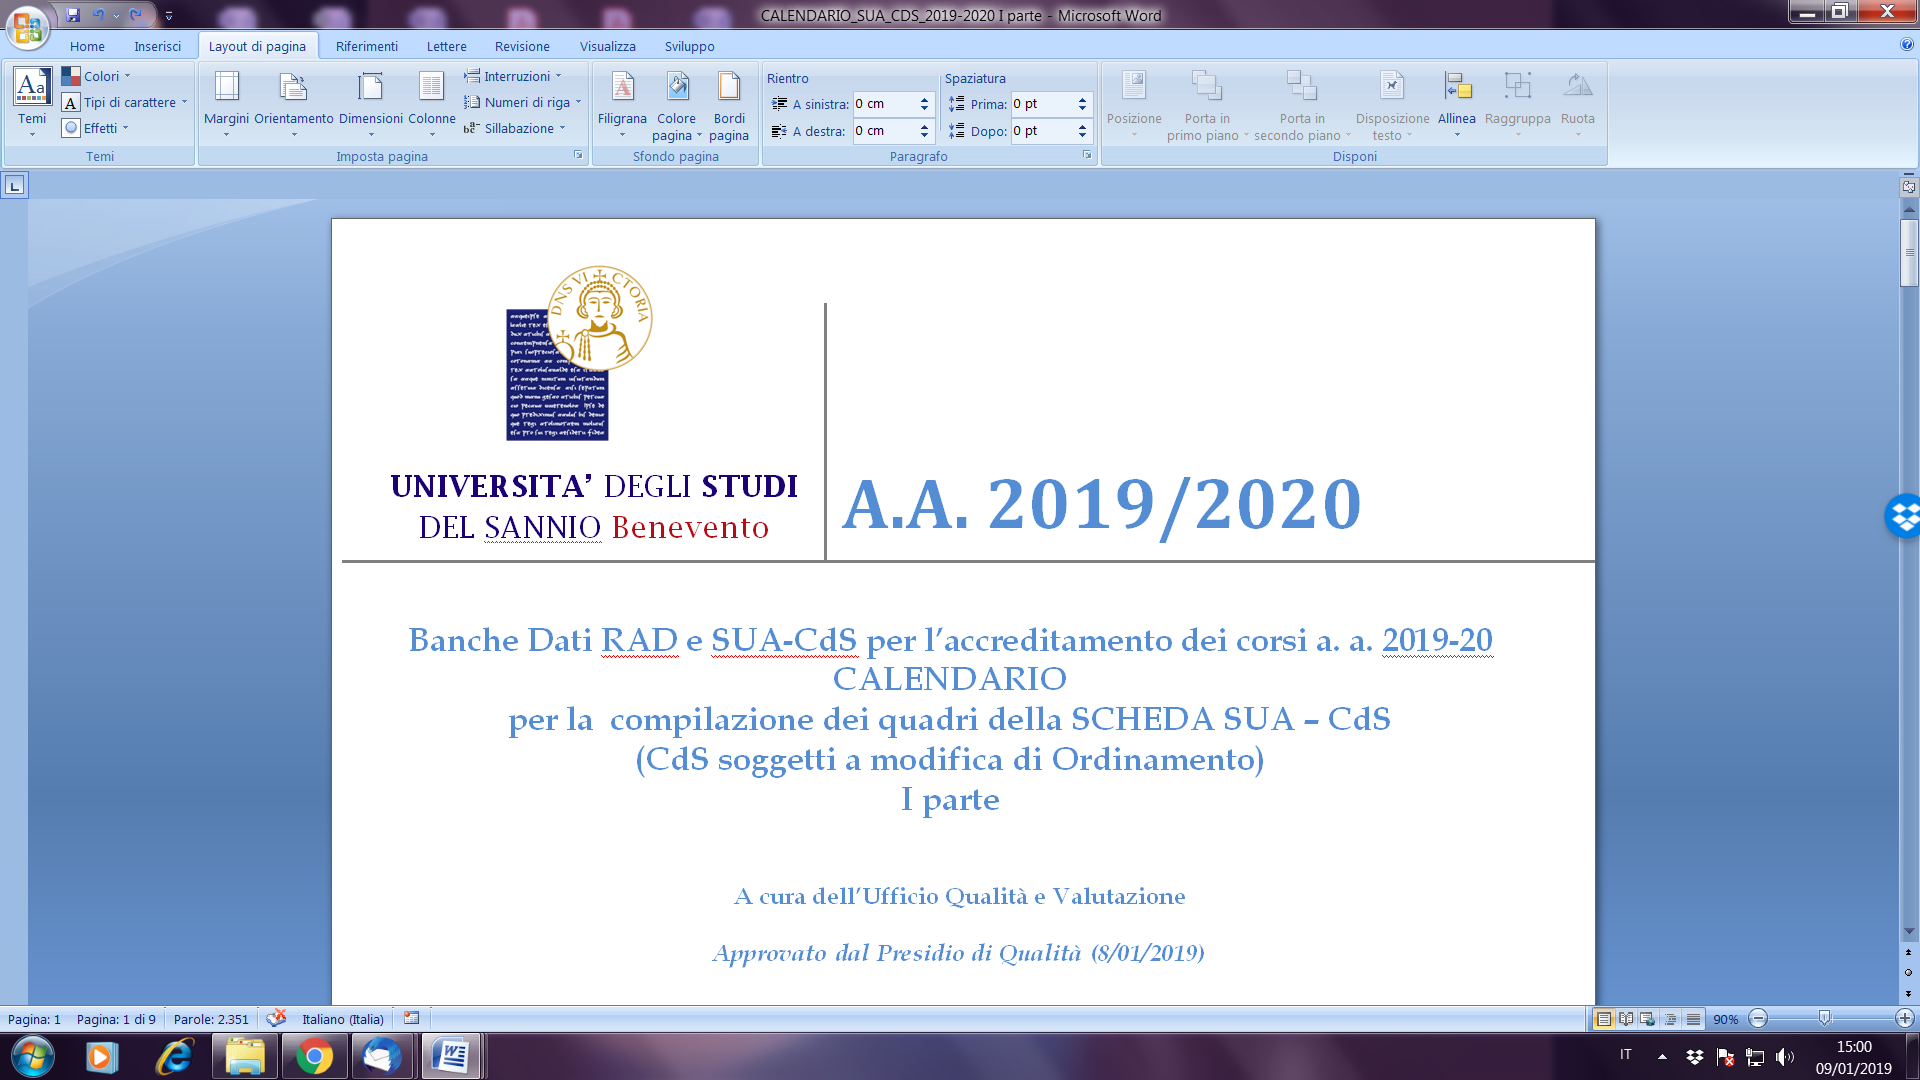 CALENDARIO_SUA_CDS_2019-2020 I parte - Microsoft Word
Home Inserisci Layout di pagina Riferimenti Lettere Revisione Visualizza Sviluppo
Temi
Colori
Tipi di carattere
Effetti
Temi
Margini Orientamento Dimensioni Colonne
Interruzioni
Numeri di riga
Sillabazione
Imposta pagina
Filigrana Colore pagina Bordi pagina
Sfondo pagina
Rientro
A sinistra: 0 cm
A destra: 0 cm
Spaziatura
Prima: 0 pt
Dopo: 0 pt
Paragrafo
Posizione Porta in primo piano Porta in secondo piano Disposizione testo Allinea Raggruppa Ruota
Disponi
DNS VICTORIA
UNIVERSITA’ DEGLI STUDI
DEL SANNIO Benevento
A.A. 2019/2020
Banche Dati RAD e SUA-CdS per l’accreditamento dei corsi a. a. 2019-20
CALENDARIO
per la  compilazione dei quadri della SCHEDA SUA – CdS
(CdS soggetti a modifica di Ordinamento)
I parte
A cura dell’Ufficio Qualità e Valutazione
Approvato dal Presidio di Qualità (8/01/2019)
Pagina: 1 Pagina: 1 di 9 Parole: 2.351 Italiano (Italia) 90%
IT
15:00
09/01/2019